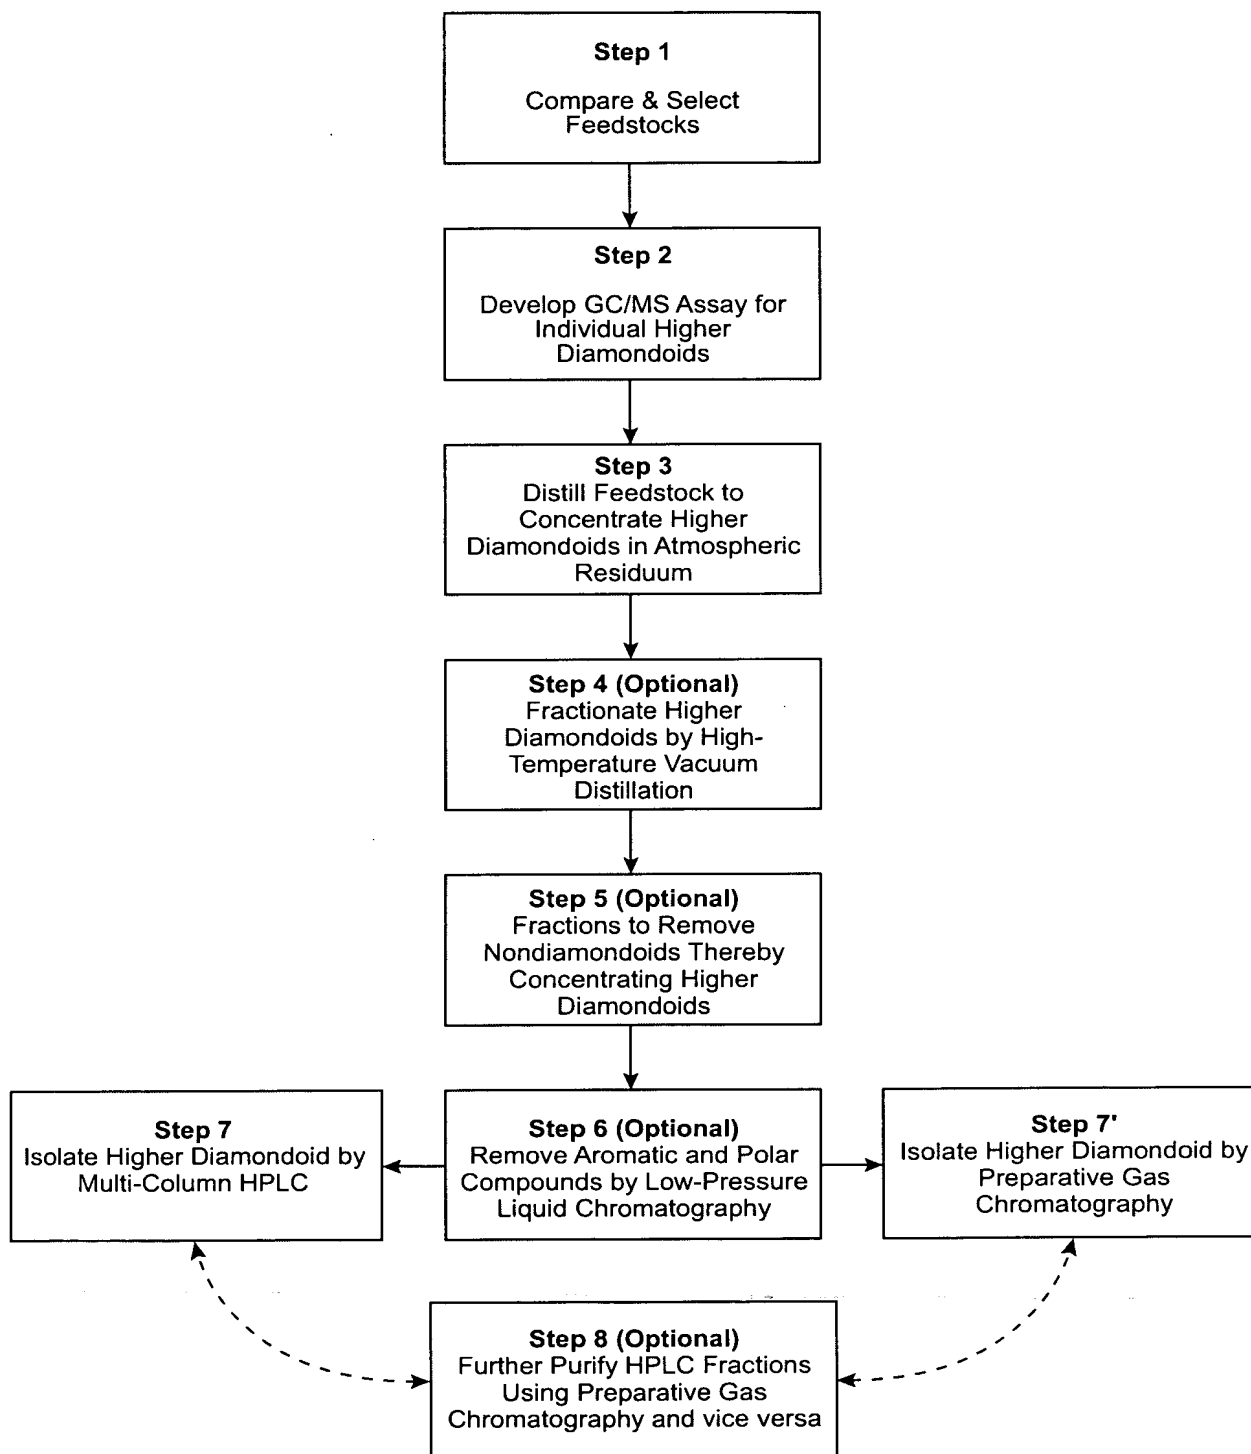 Step 1
Compare & Select
Feedstocks
Step 2
Develop GC/MS Assay for
Individual Higher
Diamondoids
Step 3
Distill Feedstock to
Concentrate Higher
Diamondoids in Atmospheric
Residuum
Step 4 (Optional)
Fractionate Higher
Diamondoids by High-
Temperature Vacuum
Distillation
Step 5 (Optional)
Fractions to Remove
Nondiamondoids Thereby
Concentrating Higher
Diamondoids
Step 7
Isolate Higher Diamondoid by
Multi-Column HPLC
Step 6 (Optional)
Remove Aromatic and Polar
Compounds by Low-Pressure
Liquid Chromatography
Step 7'
Isolate Higher Diamondoid by
Preparative Gas
Chromatography
Step 8 (Optional)
Further Purify HPLC Fractions
Using Preparative Gas
Chromatography and vice versa